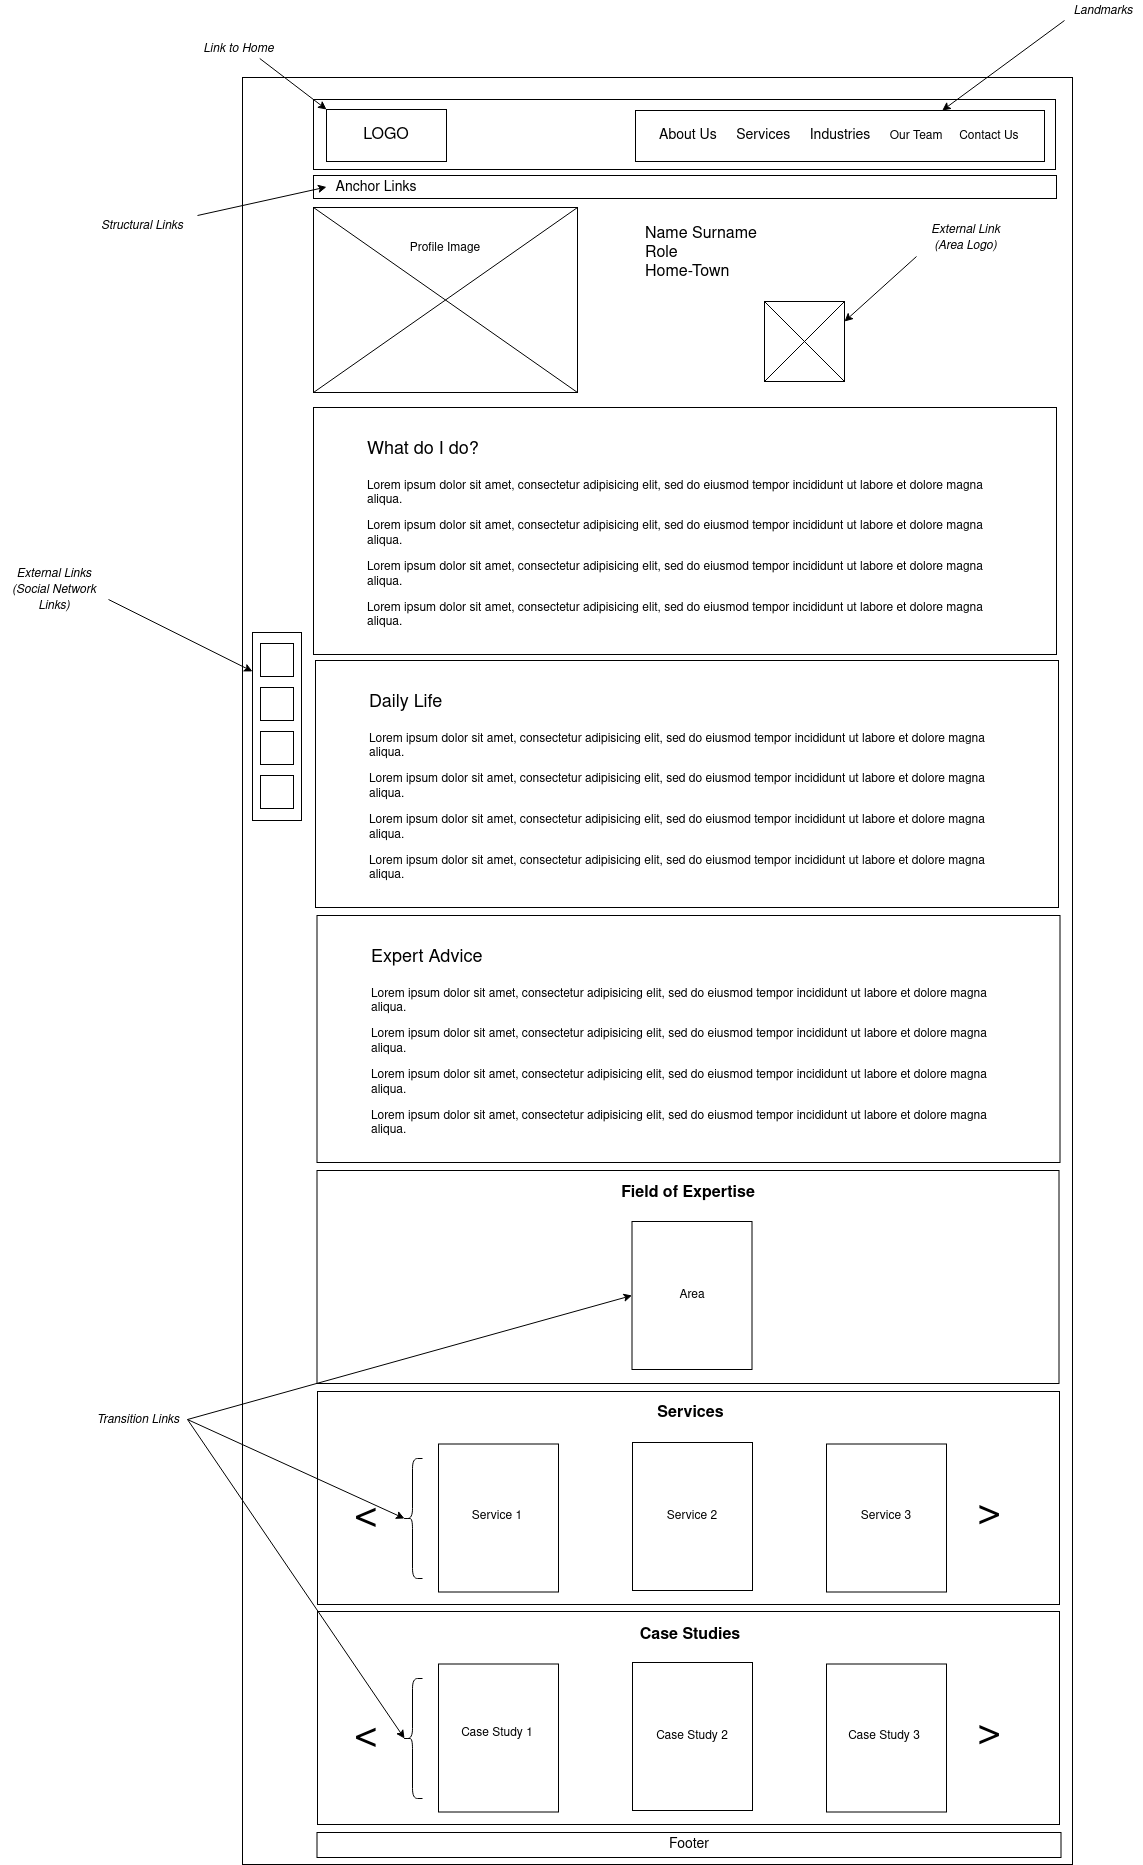 Landmarks
Link to Home
LOGO
About Us Services Industries Our Team Contact Us
Anchor Links
Structural Links
Profile Image
Name Surname
Role
Home-Town
External Link
(Area Logo)
What do I do?
Lorem ipsum dolor sit amet, consectetur adipisicing elit, sed do eiusmod tempor incididunt ut labore et dolore magna
aliqua.
Lorem ipsum dolor sit amet, consectetur adipisicing elit, sed do eiusmod tempor incididunt ut labore et dolore magna
aliqua.
Lorem ipsum dolor sit amet, consectetur adipisicing elit, sed do eiusmod tempor incididunt ut labore et dolore magna
aliqua.
Lorem ipsum dolor sit amet, consectetur adipisicing elit, sed do eiusmod tempor incididunt ut labore et dolore magna
aliqua.
External Links
(Social Network
Links)
Daily Life
Lorem ipsum dolor sit amet, consectetur adipisicing elit, sed do eiusmod tempor incididunt ut labore et dolore magna
aliqua.
Lorem ipsum dolor sit amet, consectetur adipisicing elit, sed do eiusmod tempor incididunt ut labore et dolore magna
aliqua.
Lorem ipsum dolor sit amet, consectetur adipisicing elit, sed do eiusmod tempor incididunt ut labore et dolore magna
aliqua.
Lorem ipsum dolor sit amet, consectetur adipisicing elit, sed do eiusmod tempor incididunt ut labore et dolore magna
aliqua.
Expert Advice
Lorem ipsum dolor sit amet, consectetur adipisicing elit, sed do eiusmod tempor incididunt ut labore et dolore magna
aliqua.
Lorem ipsum dolor sit amet, consectetur adipisicing elit, sed do eiusmod tempor incididunt ut labore et dolore magna
aliqua.
Lorem ipsum dolor sit amet, consectetur adipisicing elit, sed do eiusmod tempor incididunt ut labore et dolore magna
aliqua.
Lorem ipsum dolor sit amet, consectetur adipisicing elit, sed do eiusmod tempor incididunt ut labore et dolore magna
aliqua.
Field of Expertise
Area
Transition Links
Services
< Service 1 Service 2 Service 3 >
Case Studies
< Case Study 1 Case Study 2 Case Study 3 >
Footer